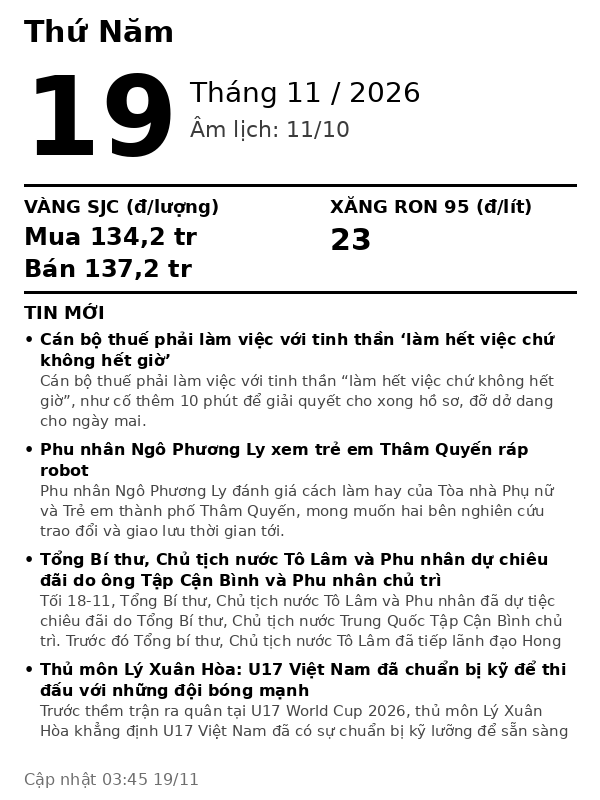 Thứ Năm
19
Tháng 11 / 2026
Âm lịch: 11/10
VÀNG SJC (đ/lượng)
Mua 134,2 tr
Bán 137,2 tr
XĂNG RON 95 (đ/lít)
23
TIN MỚI
• Cán bộ thuế phải làm việc với tinh thần ‘làm hết việc chứ
không hết giờ’
Cán bộ thuế phải làm việc với tinh thần “làm hết việc chứ không hết
giờ”, như cố thêm 10 phút để giải quyết cho xong hồ sơ, đỡ dở dang
cho ngày mai.
• Phu nhân Ngô Phương Ly xem trẻ em Thâm Quyến ráp
robot
Phu nhân Ngô Phương Ly đánh giá cách làm hay của Tòa nhà Phụ nữ
và Trẻ em thành phố Thâm Quyến, mong muốn hai bên nghiên cứu
trao đổi và giao lưu thời gian tới.
• Tổng Bí thư, Chủ tịch nước Tô Lâm và Phu nhân dự chiêu
đãi do ông Tập Cận Bình và Phu nhân chủ trì
Tối 18-11, Tổng Bí thư, Chủ tịch nước Tô Lâm và Phu nhân đã dự tiệc
chiêu đãi do Tổng Bí thư, Chủ tịch nước Trung Quốc Tập Cận Bình chủ
trì. Trước đó Tổng bí thư, Chủ tịch nước Tô Lâm đã tiếp lãnh đạo Hong
• Thủ môn Lý Xuân Hòa: U17 Việt Nam đã chuẩn bị kỹ để thi
đấu với những đội bóng mạnh
Trước thềm trận ra quân tại U17 World Cup 2026, thủ môn Lý Xuân
Hòa khẳng định U17 Việt Nam đã có sự chuẩn bị kỹ lưỡng để sẵn sàng
Cập nhật 03:45 19/11